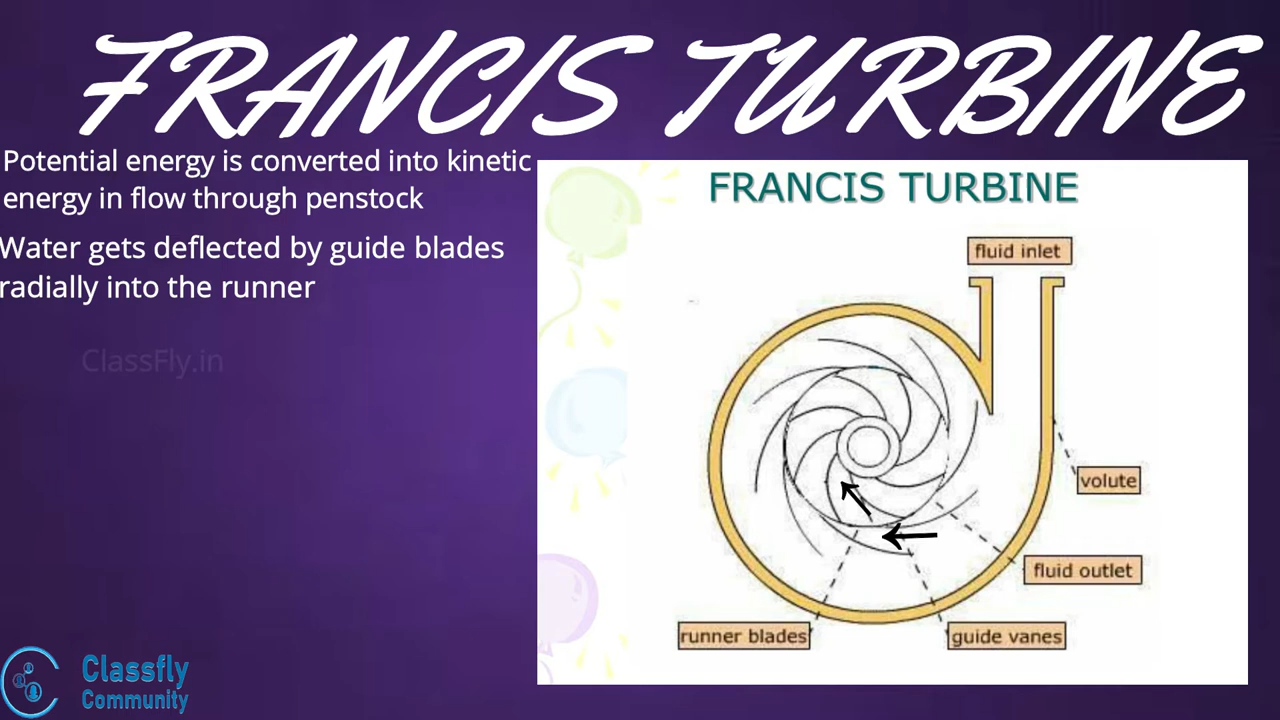 FRANCIS TURBINE
Potential energy is converted into kinetic
energy in flow through penstock
Water gets deflected by guide blades
radially into the runner
ClassFly.in
FRANCIS TURBINE
fluid inlet
volute
fluid outlet
runner blades
guide vanes
Classfly
Community